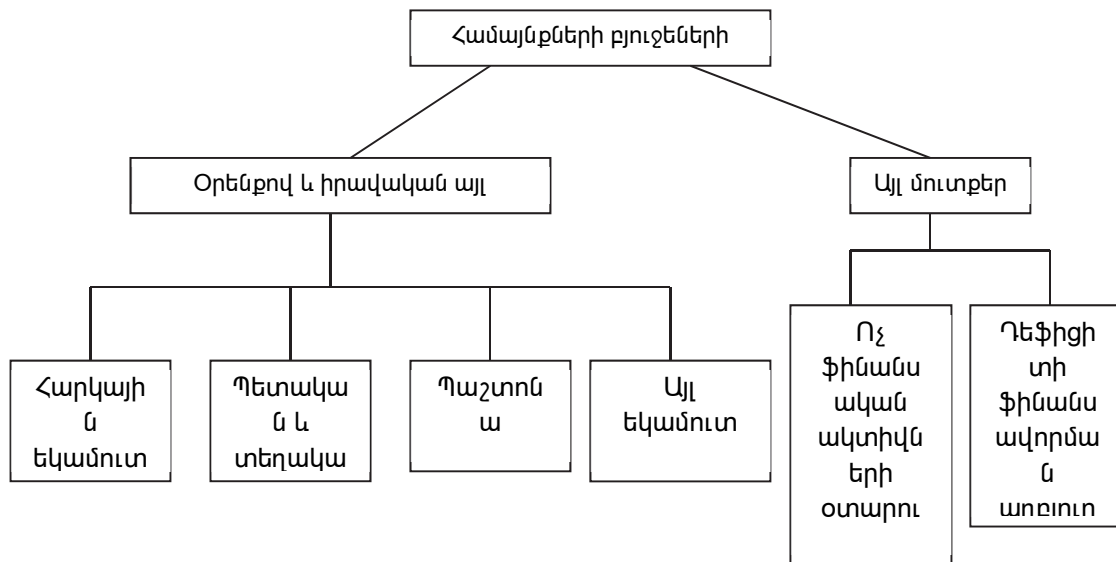 Համայնքների բյուջեների
Օրենքով և իրավական այլ
Այլ մուտքեր
Հարկայի
ն
եկամուտ
Պետակա
ն և
տեղակա
Պաշտոն
ա
Այլ
եկամուտ
Ոչ
ֆինանս
ական
ակտիվն
երի
օտարու
Դեֆիցի
տի
ֆինանս
ավորմա
ն
աղբյուր